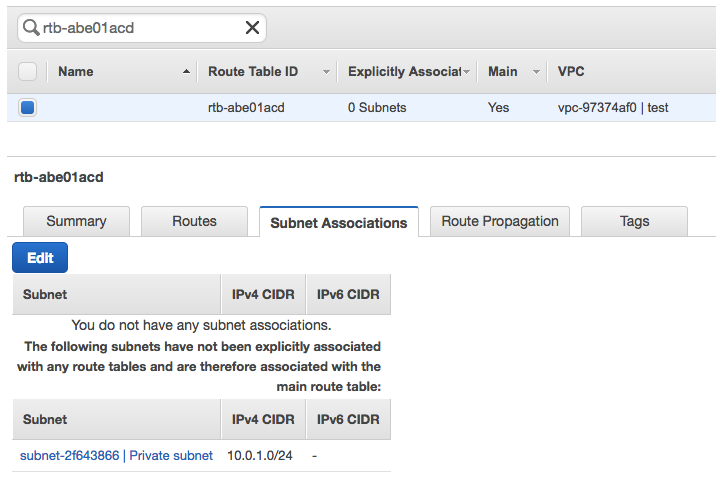 rtb-abe01acd
Name Route Table ID Explicitly Associat Main VPC
rtb-abe01acd 0 Subnets Yes vpc-97374af0 | test
rtb-abe01acd
Summary Routes Subnet Associations Route Propagation Tags
Edit
Subnet IPv4 CIDR IPv6 CIDR
You do not have any subnet associations.
The following subnets have not been explicitly associated
with any route tables and are therefore associated with the
main route table:
Subnet IPv4 CIDR IPv6 CIDR
subnet-2f643866 | Private subnet 10.0.1.0/24 -